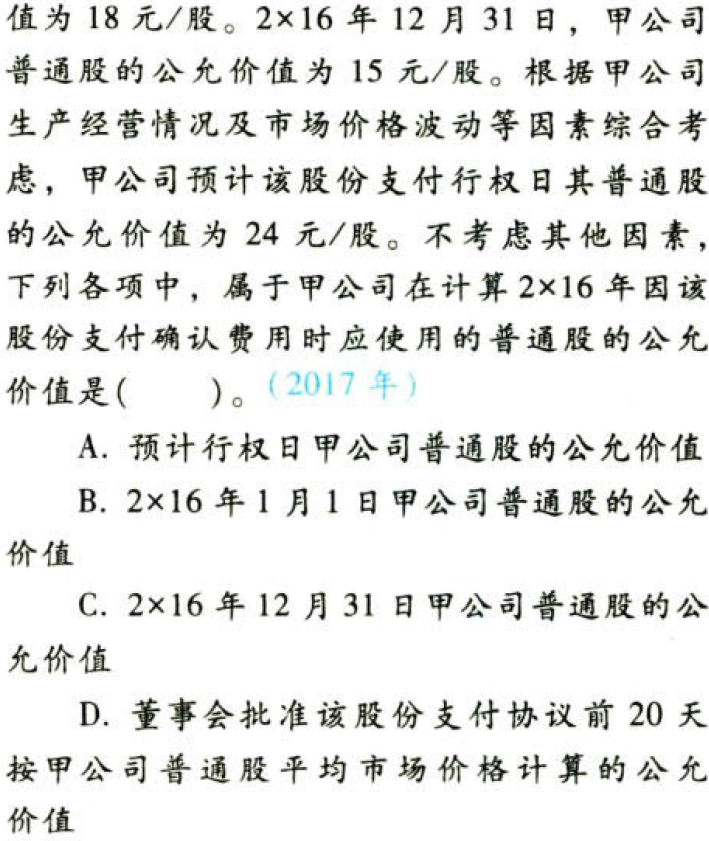 值为 18 元/股。2×16 年 12 月 31 日，甲公司
普通股的公允价值为 15 元/股。根据甲公司
生产经营情况及市场价格波动等因素综合考
虑，甲公司预计该股份支付行权日其普通股
的公允价值为 24 元/股。不考虑其他因素，
下列各项中，属于甲公司在计算 2×16 年因该
股份支付确认费用时应使用的普通股的公允
价值是(　　)。(2017 年)
A. 预计行权日甲公司普通股的公允价值
B. 2×16 年 1 月 1 日甲公司普通股的公允
价值
C. 2×16 年 12 月 31 日甲公司普通股的公
允价值
D. 董事会批准该股份支付协议前 20 天
按甲公司普通股平均市场价格计算的公允
价值